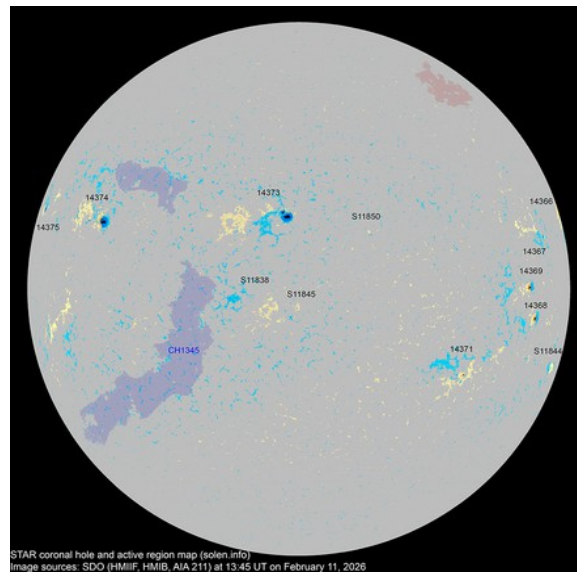 14373
14374
14366
S11850
14375
14367
14369
S11838
S11845
14368
CH1345
14371
S11844
STAR coronal hole and active region map (solen.info)
Image sources: SDO (HMIIF, HMIB, AIA 211) at 13:45 UT on February 11, 2026